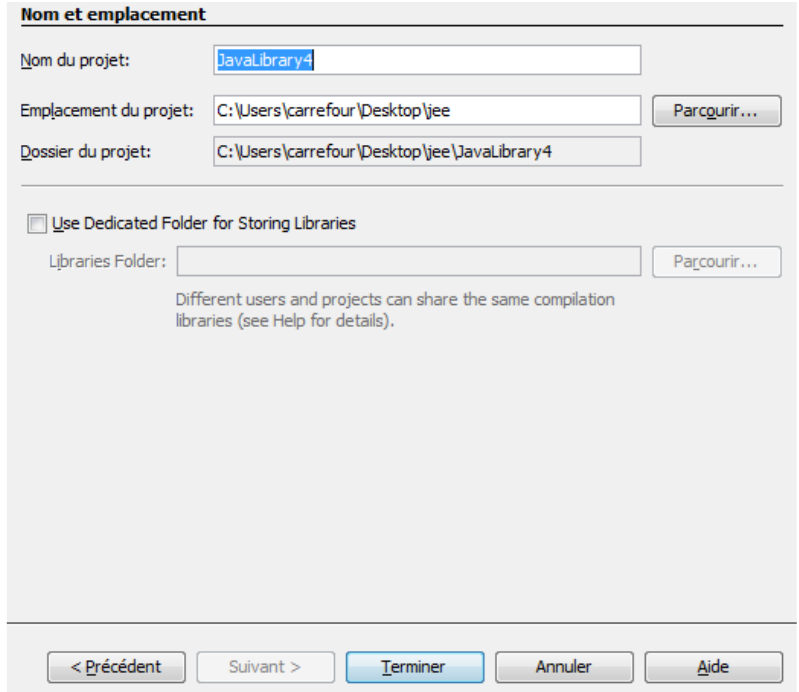 Nom et emplacement
Nom du projet: JavaLibrary4
Emplacement du projet: C:\Users\carrefour\Desktop\jee Parcourir...
Dossier du projet: C:\Users\carrefour\Desktop\jee\JavaLibrary4
Use Dedicated Folder for Storing Libraries
Libraries Folder: Parcourir...
Different users and projects can share the same compilation
libraries (see Help for details).
< Précédent Suivant > Terminer Annuler Aide